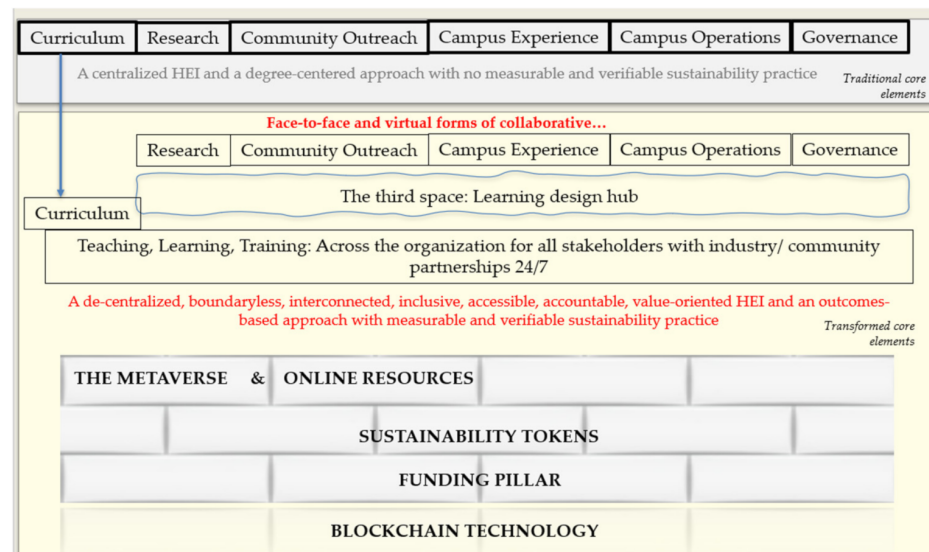 Curriculum Research Community Outreach Campus Experience Campus Operations Governance
A centralized HEI and a degree-centered approach with no measurable and verifiable sustainability practice
Traditional core
elements
Face-to-face and virtual forms of collaborative...
Research Community Outreach Campus Experience Campus Operations Governance
The third space: Learning design hub
Curriculum
Teaching, Learning, Training: Across the organization for all stakeholders with industry/ community
partnerships 24/7
A de-centralized, boundaryless, interconnected, inclusive, accessible, accountable, value-oriented HEI and an outcomes-
based approach with measurable and verifiable sustainability practice
Transformed core
elements
THE METAVERSE & ONLINE RESOURCES
SUSTAINABILITY TOKENS
FUNDING PILLAR
BLOCKCHAIN TECHNOLOGY